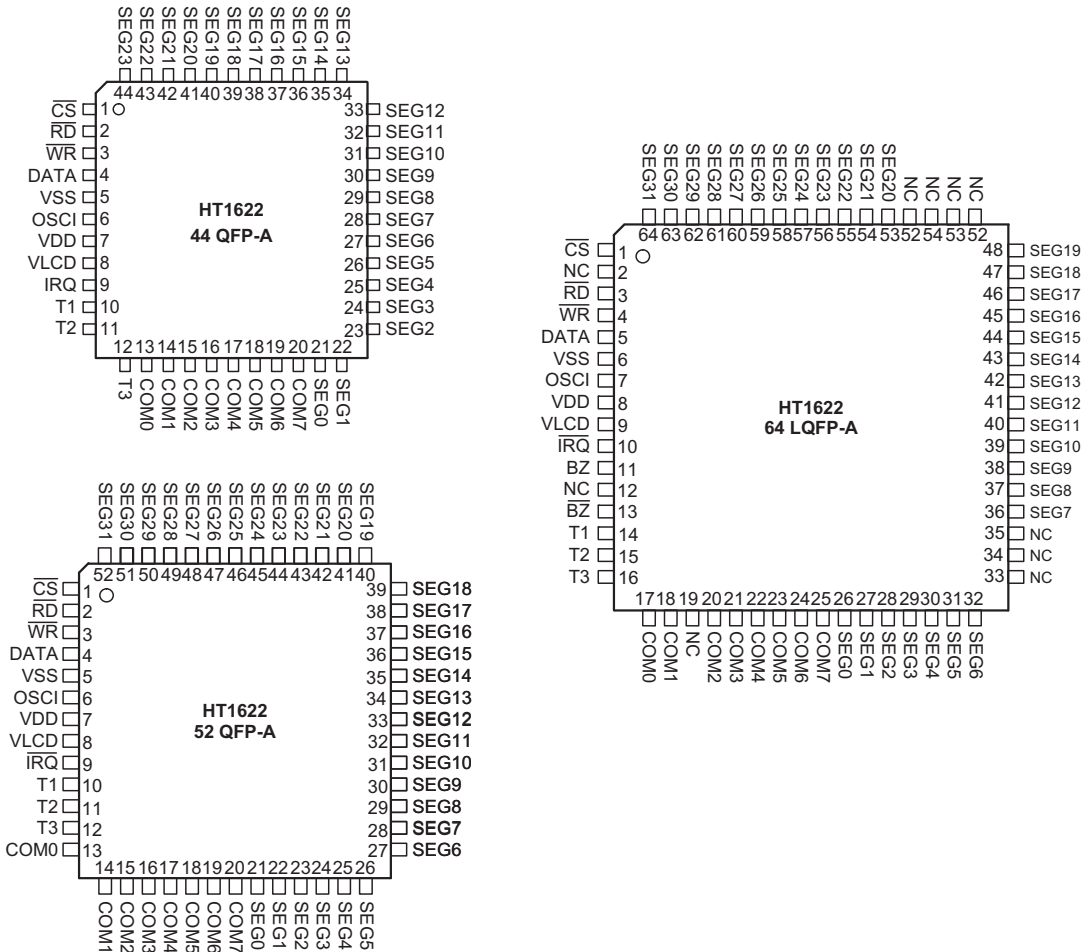 SEG23 SEG22 SEG21 SEG20 SEG19 SEG18 SEG17 SEG16 SEG15 SEG14 SEG13
44 43 42 41 40 39 38 37 36 35 34
C̅S̅ 1 33 SEG12
R̅D̅ 2 32 SEG11
W̅R̅ 3 31 SEG10
DATA 4 30 SEG9
VSS 5 29 SEG8
HT1622
OSCI 6 28 SEG7
44 QFP-A
VDD 7 27 SEG6
VLCD 8 26 SEG5
IRQ 9 25 SEG4
T1 10 24 SEG3
T2 11 23 SEG2
12 13 14 15 16 17 18 19 20 21 22
T3 COM0 COM1 COM2 COM3 COM4 COM5 COM6 COM7 SEG0 SEG1
SEG31 SEG30 SEG29 SEG28 SEG27 SEG26 SEG25 SEG24 SEG23 SEG22 SEG21 SEG20 NC NC NC NC
64 63 62 61 60 59 58 57 56 55 54 53 52 54 53 52
C̅S̅ 1 48 SEG19
NC 2 47 SEG18
R̅D̅ 3 46 SEG17
W̅R̅ 4 45 SEG16
DATA 5 44 SEG15
VSS 6 43 SEG14
OSCI 7 42 SEG13
VDD 8 41 SEG12
HT1622
VLCD 9 40 SEG11
64 LQFP-A
I̅R̅Q̅ 10 39 SEG10
BZ 11 38 SEG9
NC 12 37 SEG8
B̅Z̅ 13 36 SEG7
T1 14 35 NC
T2 15 34 NC
T3 16 33 NC
17 18 19 20 21 22 23 24 25 26 27 28 29 30 31 32
COM0 COM1 NC COM2 COM3 COM4 COM5 COM6 COM7 SEG0 SEG1 SEG2 SEG3 SEG4 SEG5 SEG6
SEG31 SEG30 SEG29 SEG28 SEG27 SEG26 SEG25 SEG24 SEG23 SEG22 SEG21 SEG20 SEG19
52 51 50 49 48 47 46 45 44 43 42 41 40
C̅S̅ 1 39 SEG18
R̅D̅ 2 38 SEG17
W̅R̅ 3 37 SEG16
DATA 4 36 SEG15
VSS 5 35 SEG14
OSCI 6 34 SEG13
HT1622
VDD 7 33 SEG12
52 QFP-A
VLCD 8 32 SEG11
I̅R̅Q̅ 9 31 SEG10
T1 10 30 SEG9
T2 11 29 SEG8
T3 12 28 SEG7
COM0 13 27 SEG6
14 15 16 17 18 19 20 21 22 23 24 25 26
COM1 COM2 COM3 COM4 COM5 COM6 COM7 SEG0 SEG1 SEG2 SEG3 SEG4 SEG5